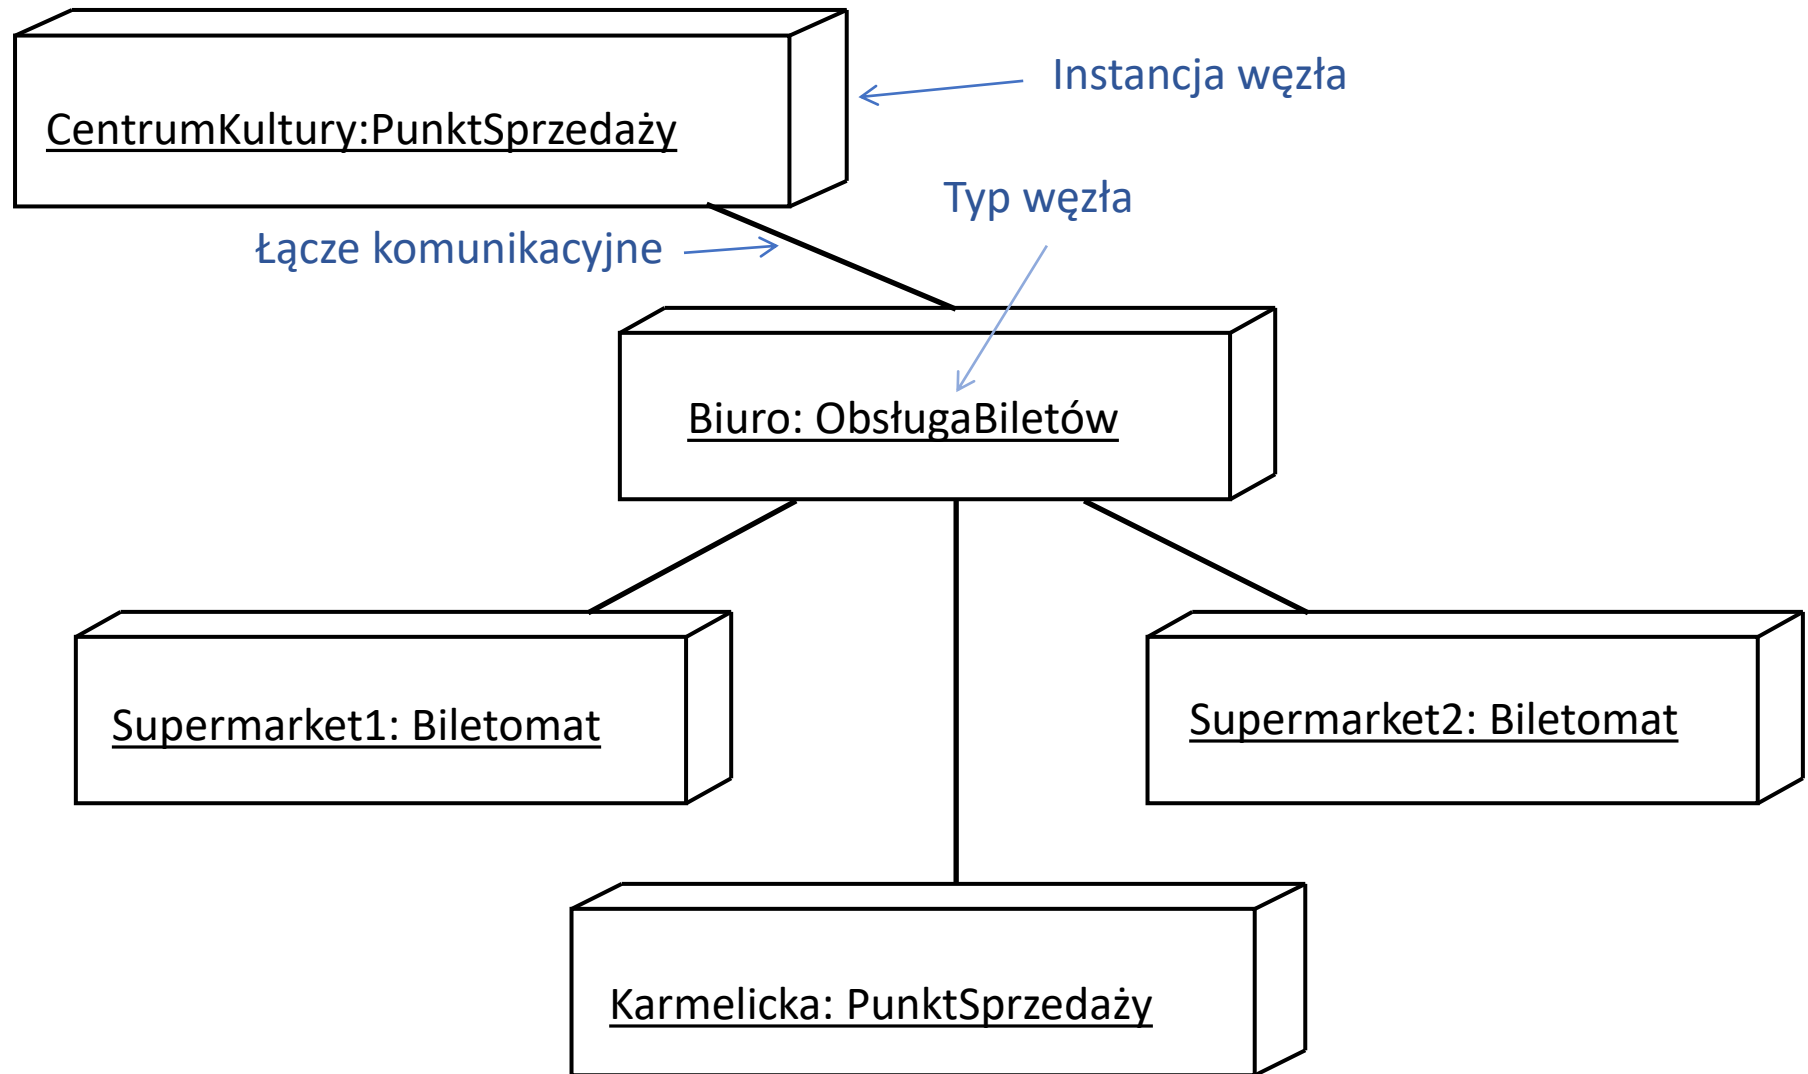 Instancja węzła
CentrumKultury:PunktSprzedaży
Typ węzła
Łącze komunikacyjne
Biuro: ObsługaBiletów
Supermarket1: Biletomat
Supermarket2: Biletomat
Karmelicka: PunktSprzedaży